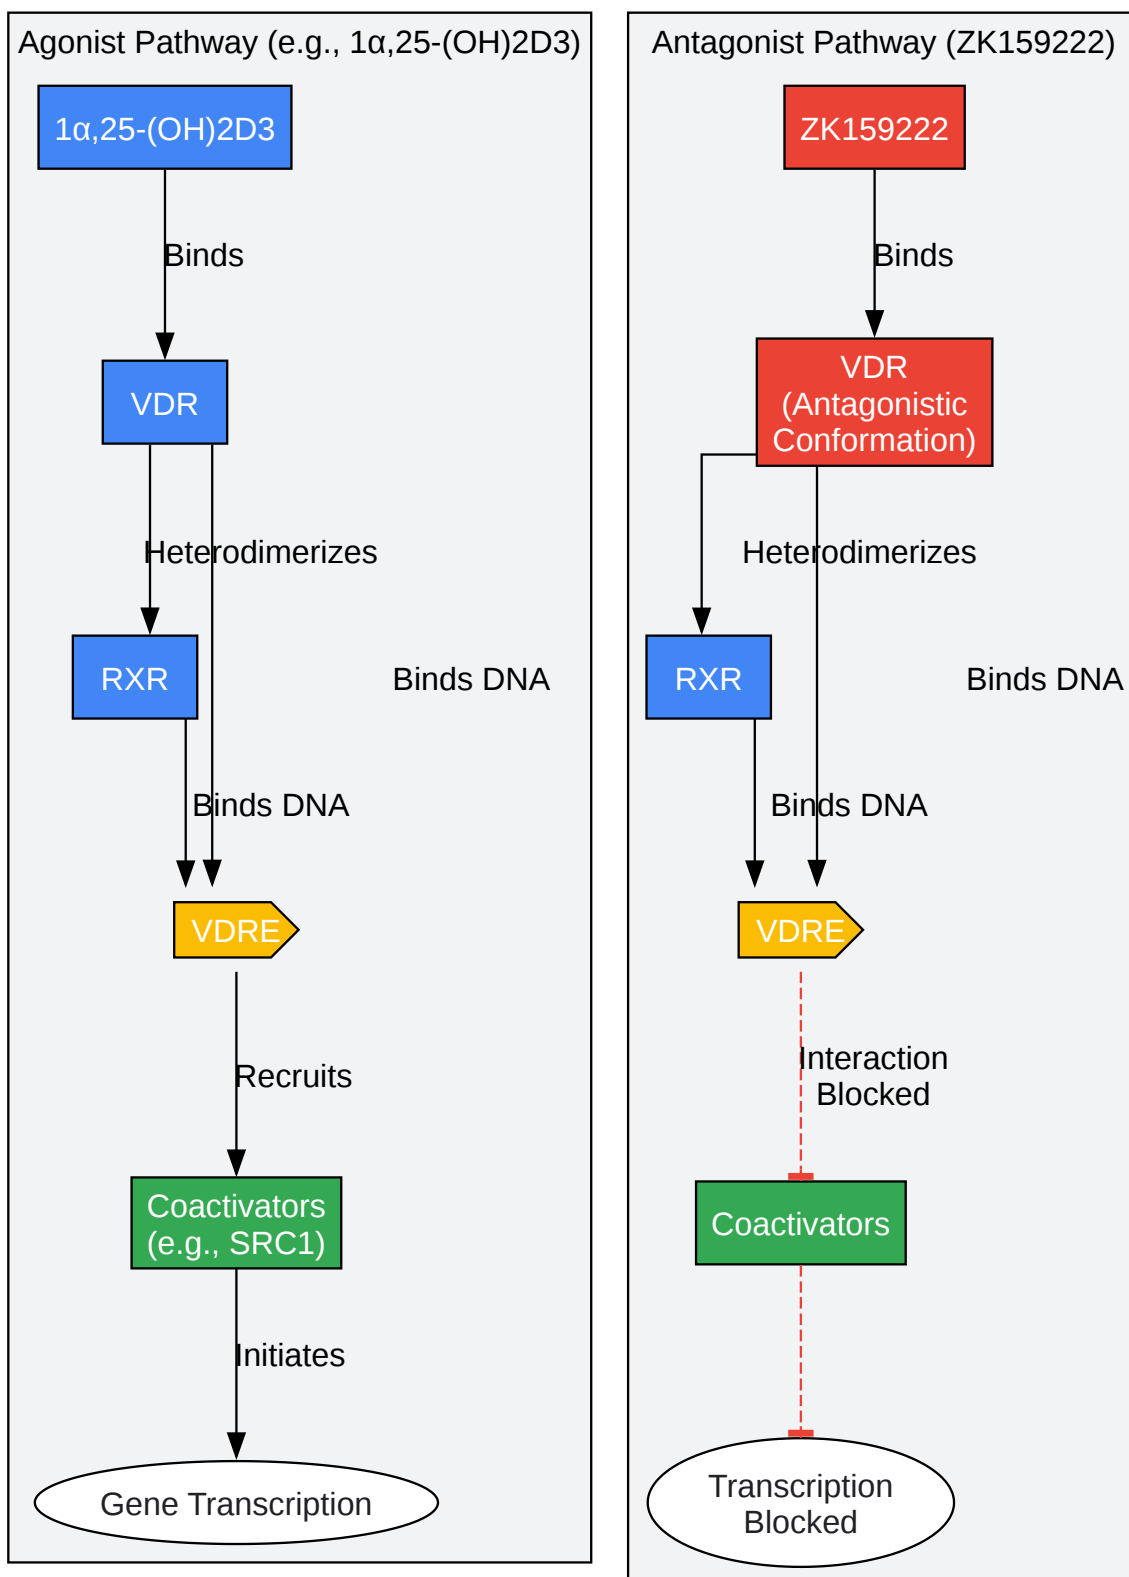 Agonist Pathway (e.g., 1α,25-(OH)2D3)
1α,25-(OH)2D3
Binds
VDR
Heterodimerizes
RXR
Binds DNA
Binds DNA
VDRE
Recruits
Coactivators
(e.g., SRC1)
Initiates
Gene Transcription
Antagonist Pathway (ZK159222)
ZK159222
Binds
VDR
(Antagonistic
Conformation)
Heterodimerizes
RXR
Binds DNA
Binds DNA
VDRE
Interaction
Blocked
Coactivators
Transcription
Blocked